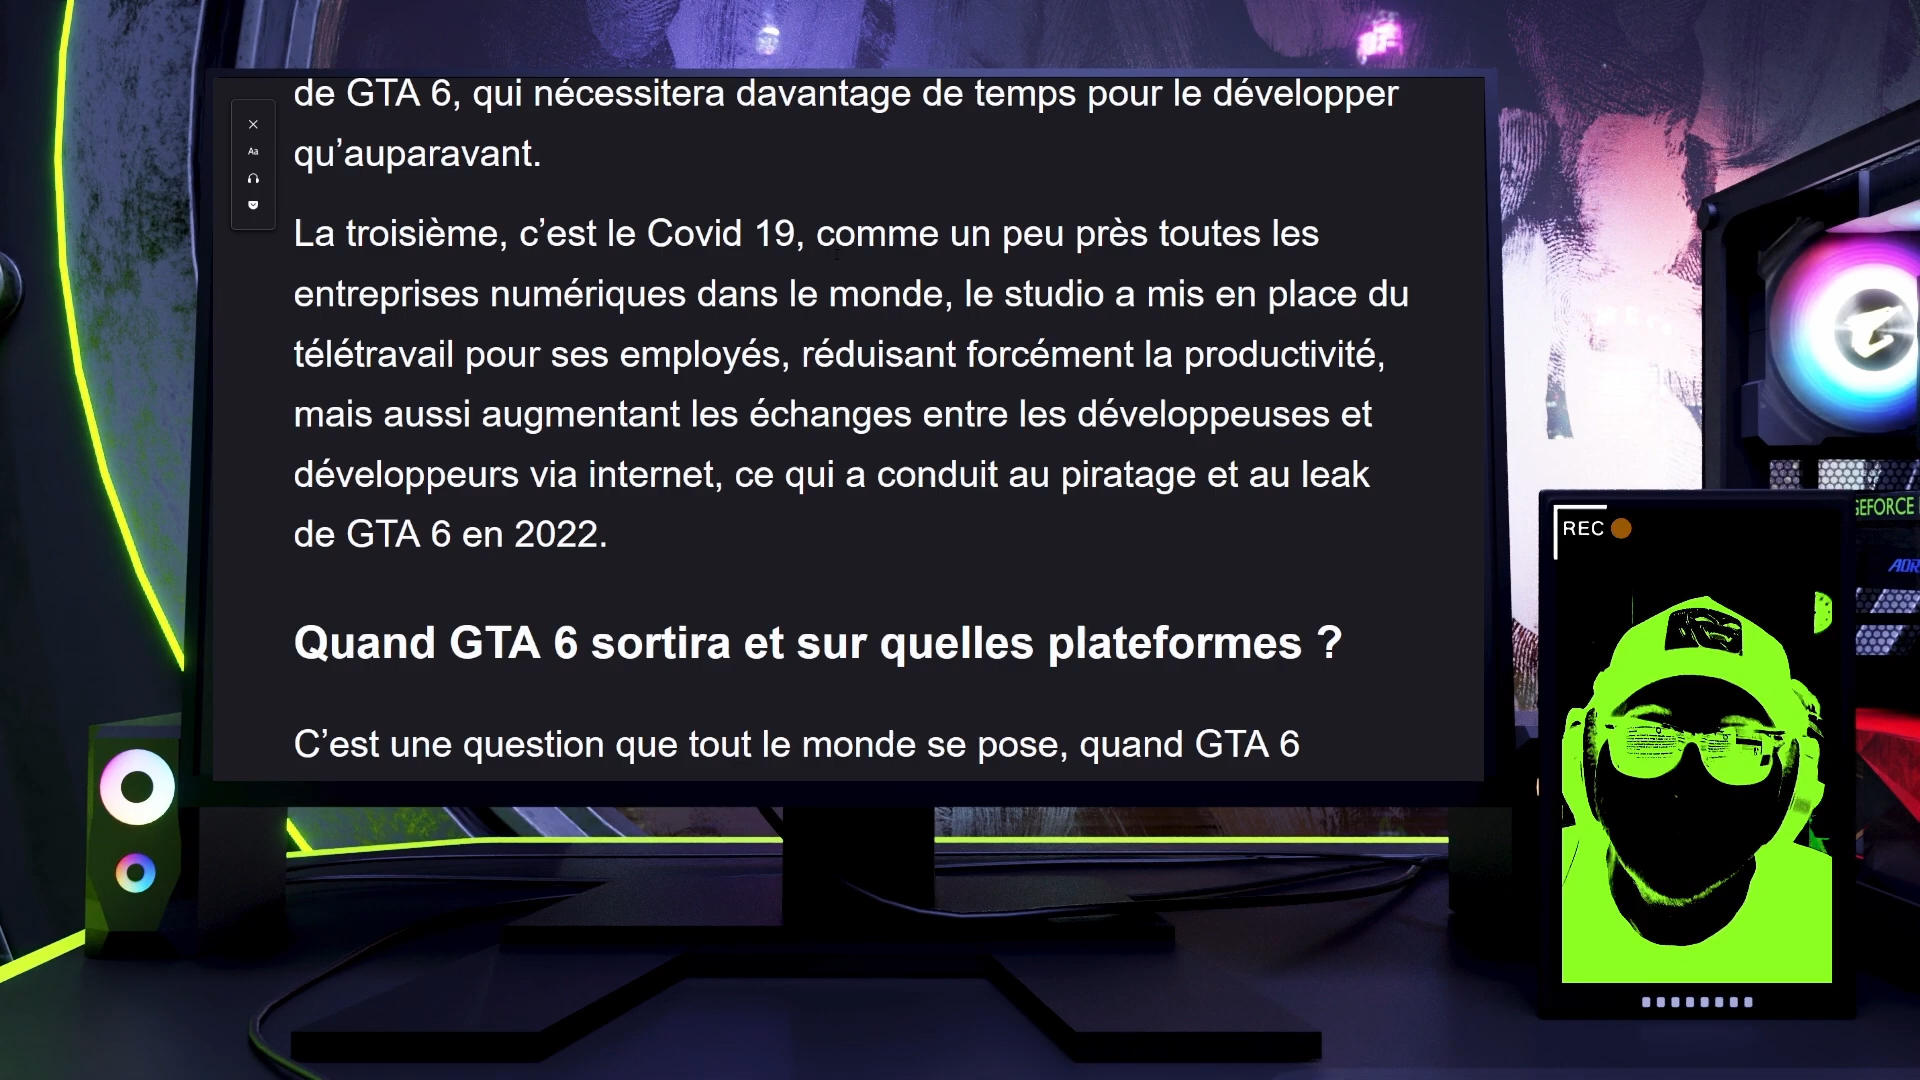 de GTA 6, qui nécessitera davantage de temps pour le développer
qu’auparavant.
Aa
La troisième, c’est le Covid 19, comme un peu près toutes les
entreprises numériques dans le monde, le studio a mis en place du
télétravail pour ses employés, réduisant forcément la productivité,
mais aussi augmentant les échanges entre les développeuses et
développeurs via internet, ce qui a conduit au piratage et au leak
de GTA 6 en 2022.
Quand GTA 6 sortira et sur quelles plateformes ?
C’est une question que tout le monde se pose, quand GTA 6
GEFORCE
REC
AOR